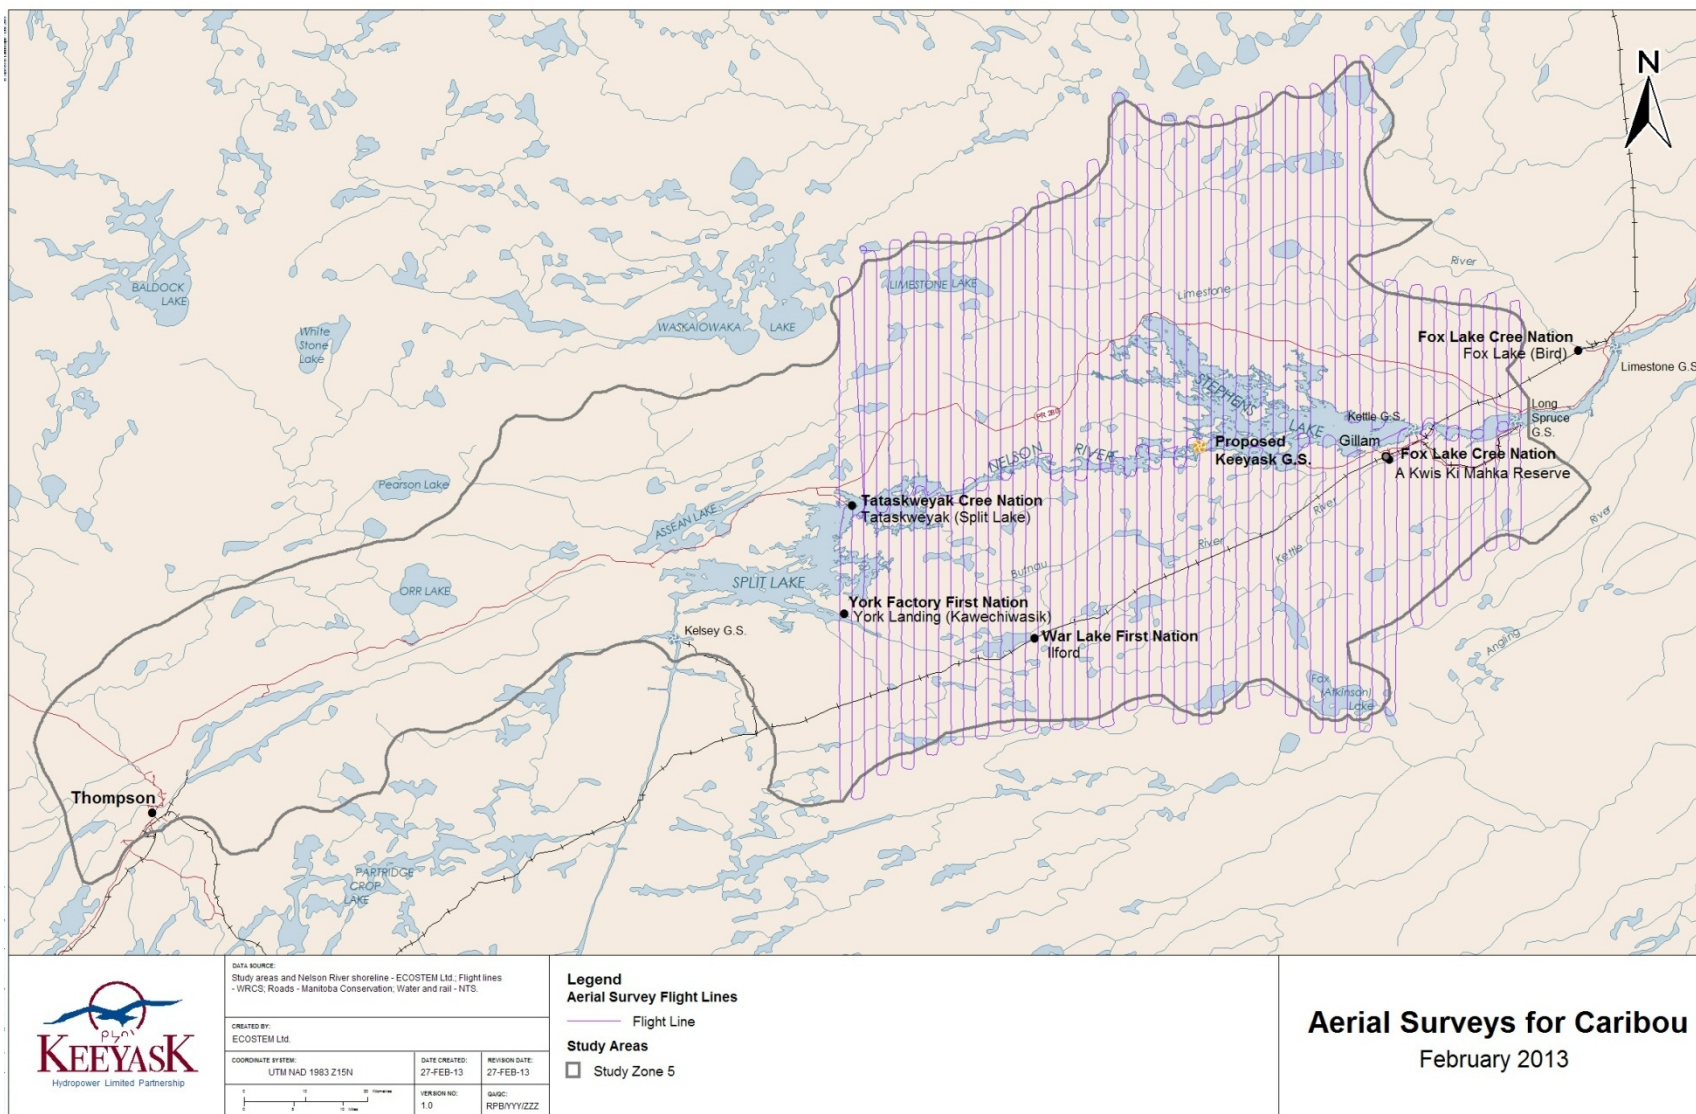 N
BALDOCK
LAKE
White
Stone
Lake
WASKAIOWAKA LAKE
LIMESTONE LAKE
Limestone
River
Fox Lake Cree Nation
Fox Lake (Bird)
Limestone G.S
STEPHENS
LAKE
Kettle G.S.
Long
Spruce
G.S.
PR 280
Gillam
Proposed
Keeyask G.S.
Fox Lake Cree Nation
A Kwis Ki Mahka Reserve
NELSON RIVER
Pearson Lake
ASSEAN LAKE
Tataskweyak Cree Nation
Tataskweyak (Split Lake)
River
River
River
Kettle
Butnau
ORR LAKE
SPLIT LAKE
York Factory First Nation
York Landing (Kawechiwasik)
Kelsey G.S.
War Lake First Nation
Ilford
Angling
Fox
(Atkinson)
Lake
Thompson
PARTRIDGE
CROP
LAKE
KEEYASK
Hydropower Limited Partnership
DATA SOURCE:
Study areas and Nelson River shoreline - ECOSTEM Ltd.; Flight lines
- WRCS; Roads - Manitoba Conservation; Water and rail - NTS.
CREATED BY:
ECOSTEM Ltd.
COORDINATE SYSTEM:
UTM NAD 1983 Z15N
DATE CREATED:
27-FEB-13
REVISION DATE:
27-FEB-13
VERSION NO:
1.0
QA/QC:
RPB/YYY/ZZZ
Legend
Aerial Survey Flight Lines
Flight Line
Study Areas
Study Zone 5
Aerial Surveys for Caribou
February 2013